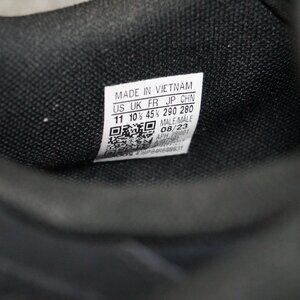 MADE IN VIETNAM
US UK FR JP CHN
11 10½ 45⅓ 290 280
MALE/MALE
08/23